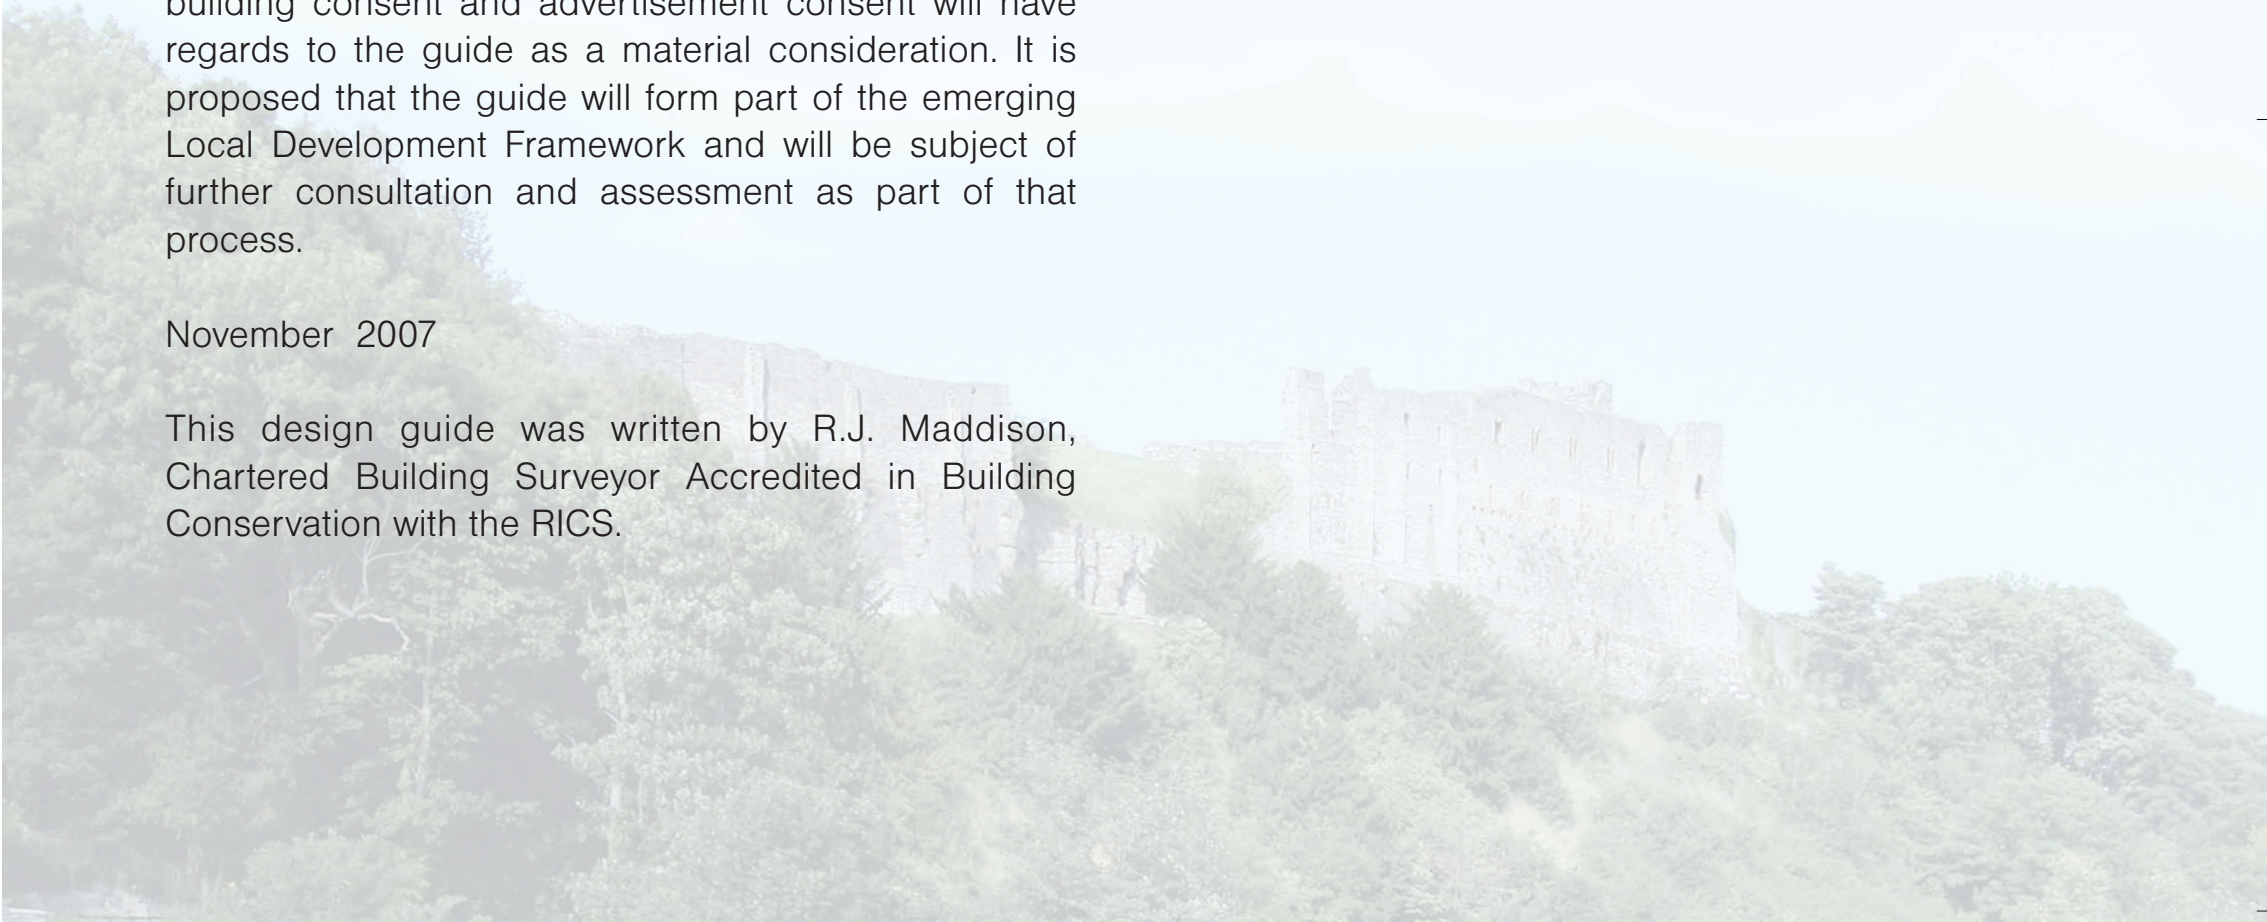 building consent and advertisement consent will have
regards to the guide as a material consideration. It is
proposed that the guide will form part of the emerging
Local Development Framework and will be subject of
further consultation and assessment as part of that
process.
November 2007
This design guide was written by R.J. Maddison,
Chartered Building Surveyor Accredited in Building
Conservation with the RICS.